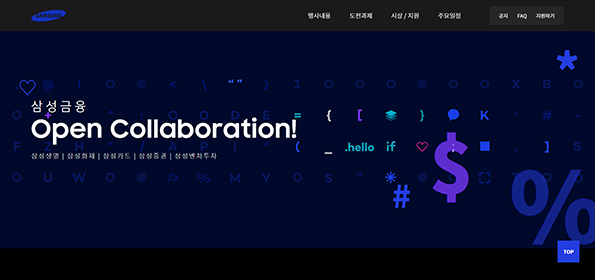 SAMSUNG
행사내용 도전과제 시상 / 지원 주요일정 공지 FAQ 지원하기
삼성금융
Open Collaboration!
삼성생명 | 삼성화재 | 삼성카드 | 삼성증권 | 삼성벤처투자
= { [ } K
( _ .hello if ; ]
$
#
%
TOP